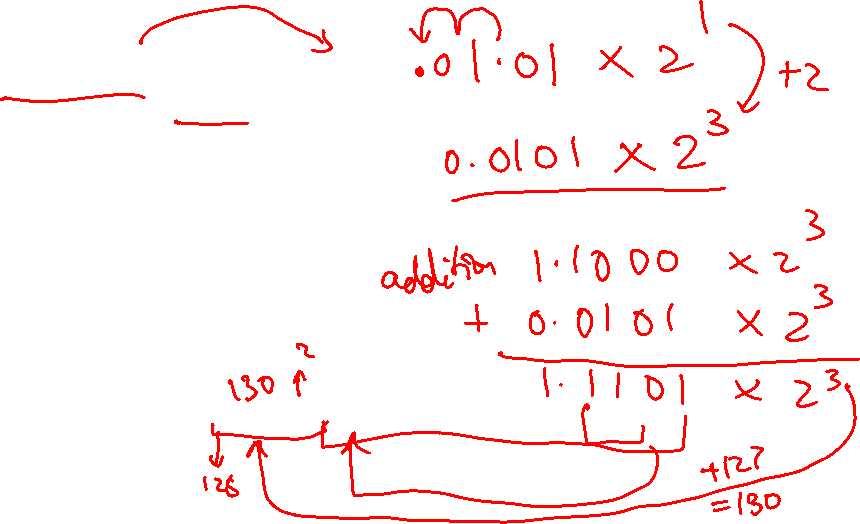 .01.01 × 2^1
+2
0.0101 × 2^3
addition 1.1000 × 2^3
+ 0.0101 × 2^3
1.1101 × 2^3
130 ↑ 2
+127
= 130